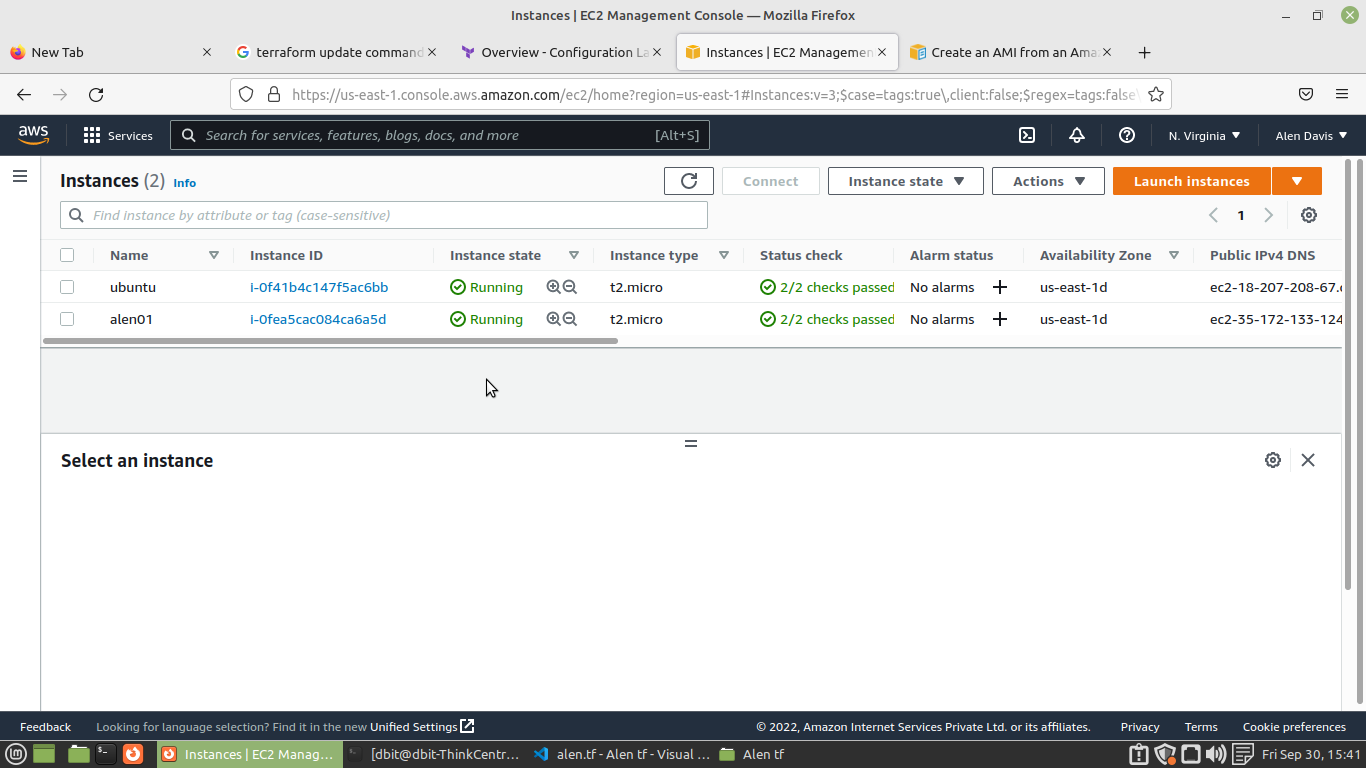 Instances | EC2 Management Console — Mozilla Firefox
New Tab
terraform update command
Overview - Configuration La
Instances | EC2 Managemen
Create an AMI from an Ama
https://us-east-1.console.aws.amazon.com/ec2/home?region=us-east-1#Instances:v=3;$case=tags:true\,client:false;$regex=tags:false\
aws
Services
Search for services, features, blogs, docs, and more
[Alt+S]
N. Virginia
Alen Davis
Instances (2) Info
Connect
Instance state
Actions
Launch instances
Find instance by attribute or tag (case-sensitive)
1
Name Instance ID Instance state Instance type Status check Alarm status Availability Zone Public IPv4 DNS
ubuntu i-0f41b4c147f5ac6bb Running t2.micro 2/2 checks passed No alarms us-east-1d ec2-18-207-208-67.c
alen01 i-0fea5cac084ca6a5d Running t2.micro 2/2 checks passed No alarms us-east-1d ec2-35-172-133-124
Select an instance
Feedback
Looking for language selection? Find it in the new Unified Settings
© 2022, Amazon Internet Services Private Ltd. or its affiliates.
Privacy
Terms
Cookie preferences
Instances | EC2 Manag...
[dbit@dbit-ThinkCentr...
alen.tf - Alen tf - Visual ...
Alen tf
Fri Sep 30, 15:41